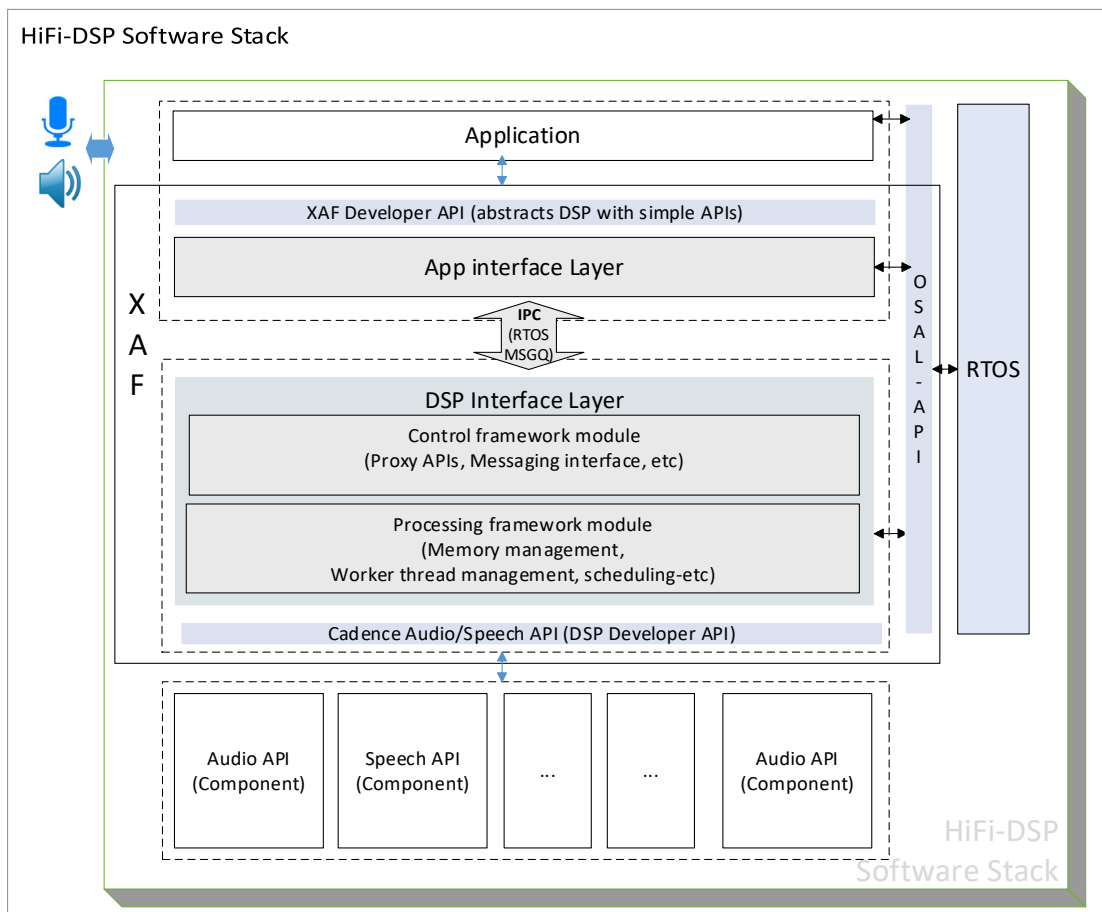 HiFi-DSP Software Stack
Application
XAF Developer API (abstracts DSP with simple APIs)
App interface Layer
X
A
F
IPC
(RTOS
MSGQ)
OSAL-API
RTOS
DSP Interface Layer
Control framework module
(Proxy APIs, Messaging interface, etc)
Processing framework module
(Memory management,
Worker thread management, scheduling-etc)
Cadence Audio/Speech API (DSP Developer API)
Audio API
(Component)
Speech API
(Component)
...
...
Audio API
(Component)
HiFi-DSP
Software Stack